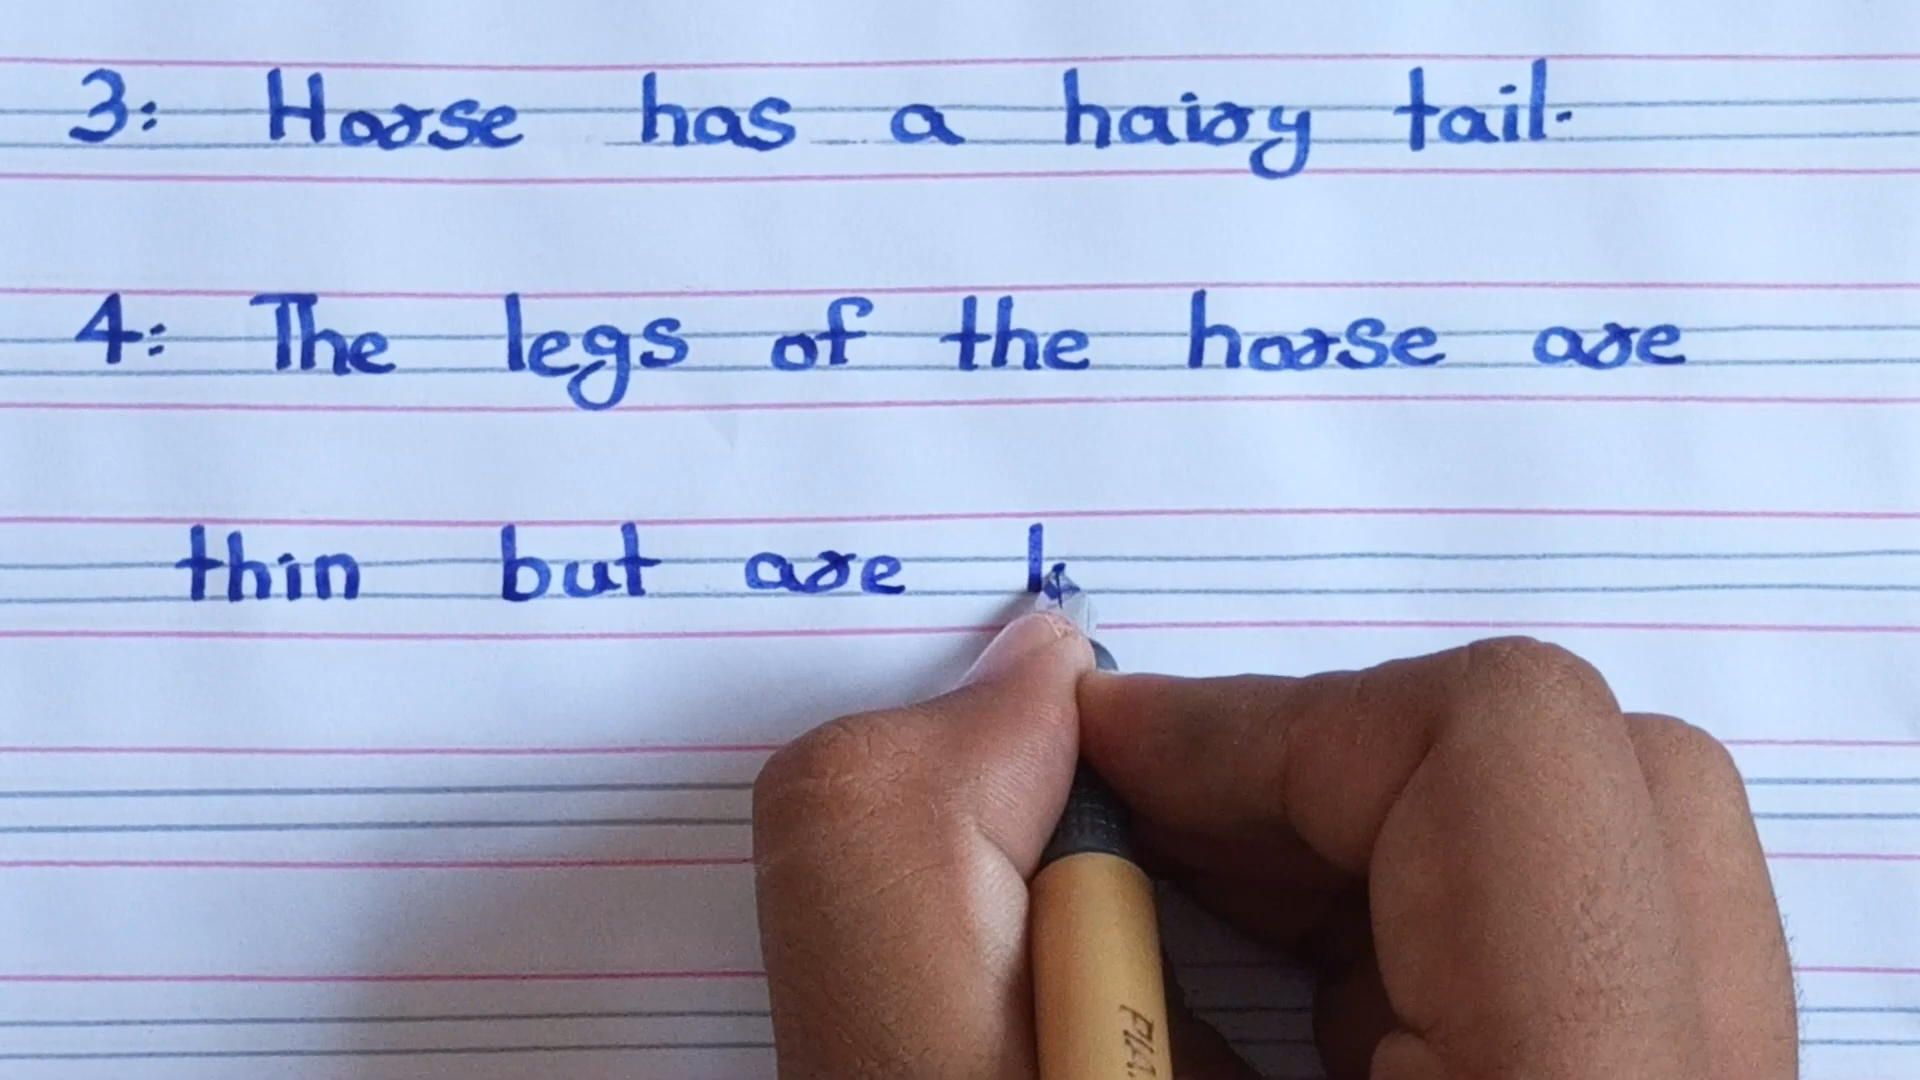 3: Horse has a hairy tail.
4: The legs of the horse are
thin but are